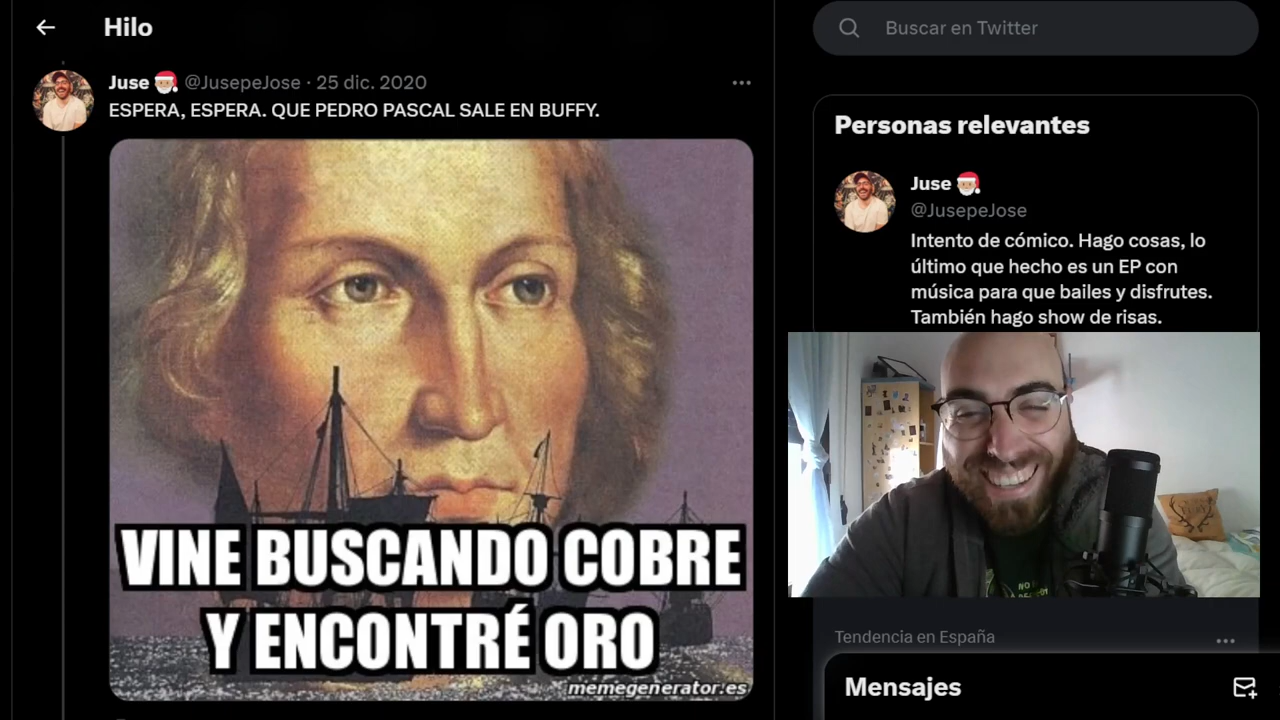 Hilo
Juse @JusepeJose · 25 dic. 2020
ESPERA, ESPERA. QUE PEDRO PASCAL SALE EN BUFFY.
VINE BUSCANDO COBRE
Y ENCONTRÉ ORO
memegenerator.es
Buscar en Twitter
Personas relevantes
Juse
@JusepeJose
Intento de cómico. Hago cosas, lo
último que hecho es un EP con
música para que bailes y disfrutes.
También hago show de risas.
Tendencia en España
Mensajes